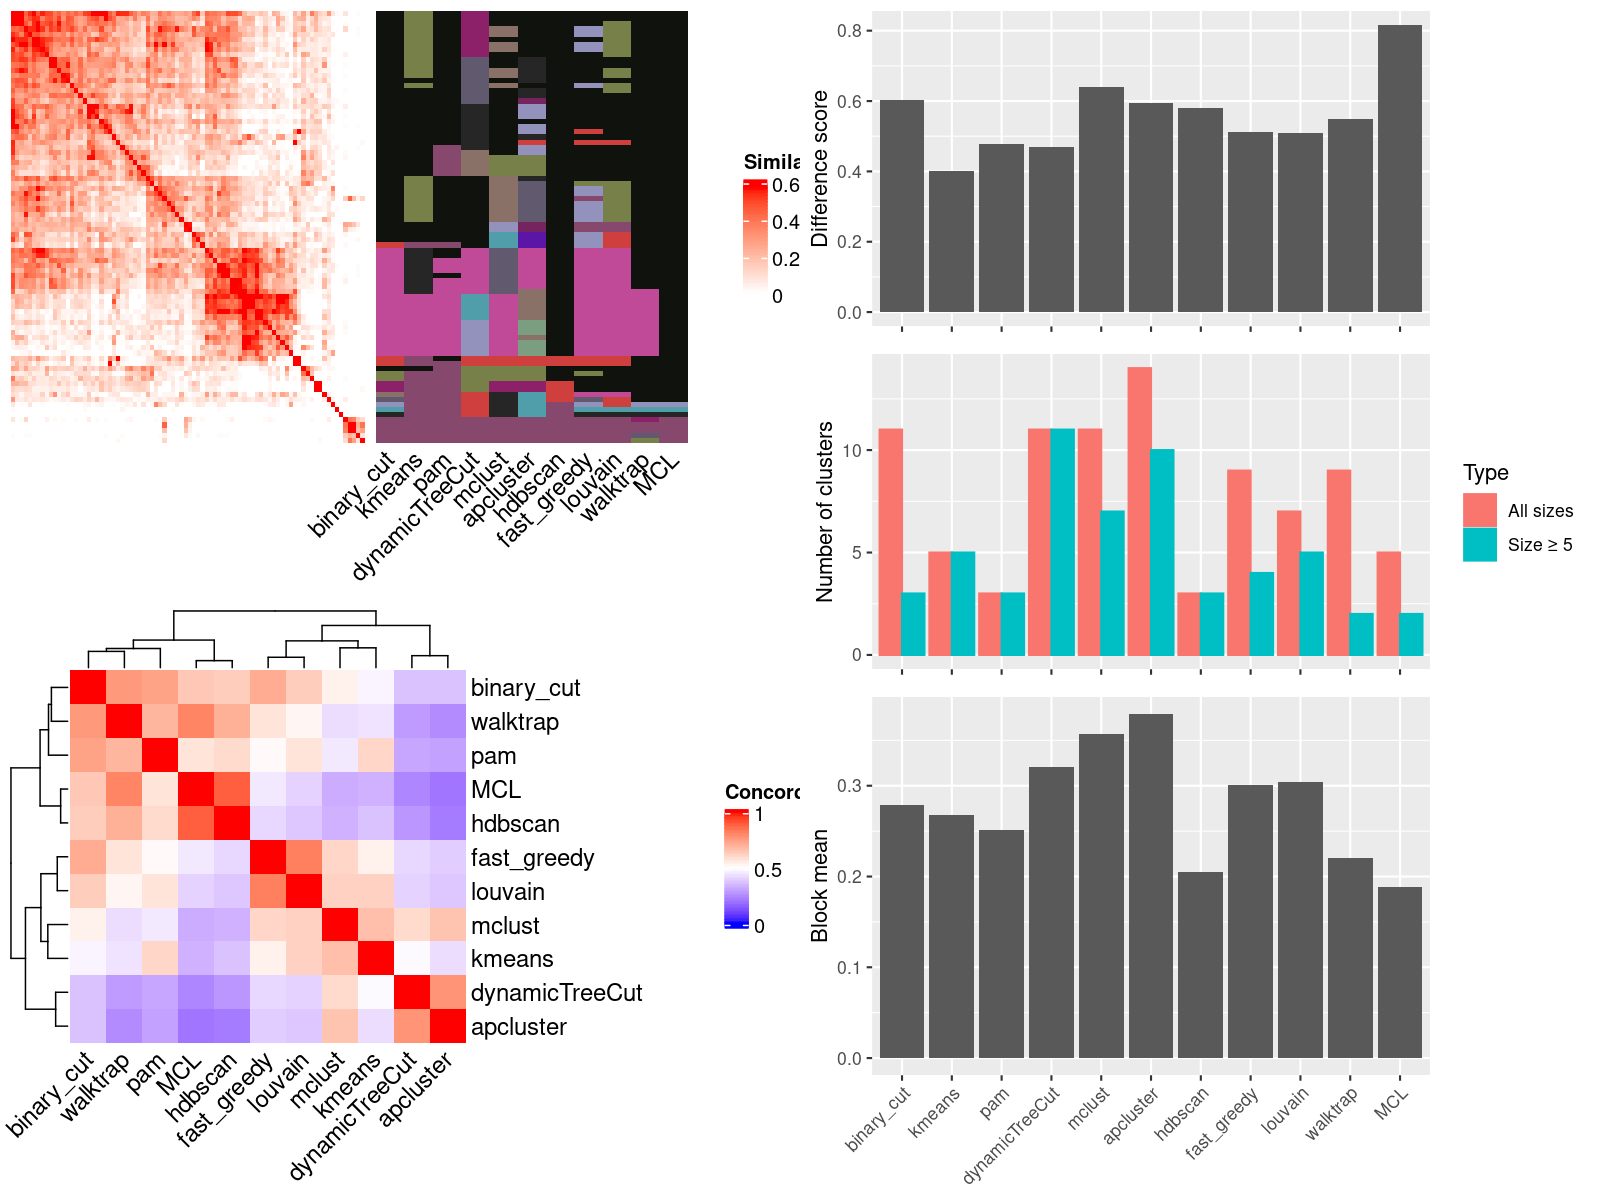 Simila
0.6
0.4
0.2
0
binary_cut
kmeans
pam
dynamicTreeCut
mclust
apcluster
hdbscan
fast_greedy
louvain
walktrap
MCL
Difference score
0.8
0.6
0.4
0.2
0.0
Number of clusters
10
5
0
Type
All sizes
Size ≥ 5
binary_cut
walktrap
pam
MCL
hdbscan
fast_greedy
louvain
mclust
kmeans
dynamicTreeCut
apcluster
Concord
1
0.5
0
binary_cut
walktrap
pam
MCL
hdbscan
fast_greedy
louvain
mclust
kmeans
dynamicTreeCut
apcluster
Block mean
0.3
0.2
0.1
0.0
binary_cut
kmeans
pam
dynamicTreeCut
mclust
apcluster
hdbscan
fast_greedy
louvain
walktrap
MCL